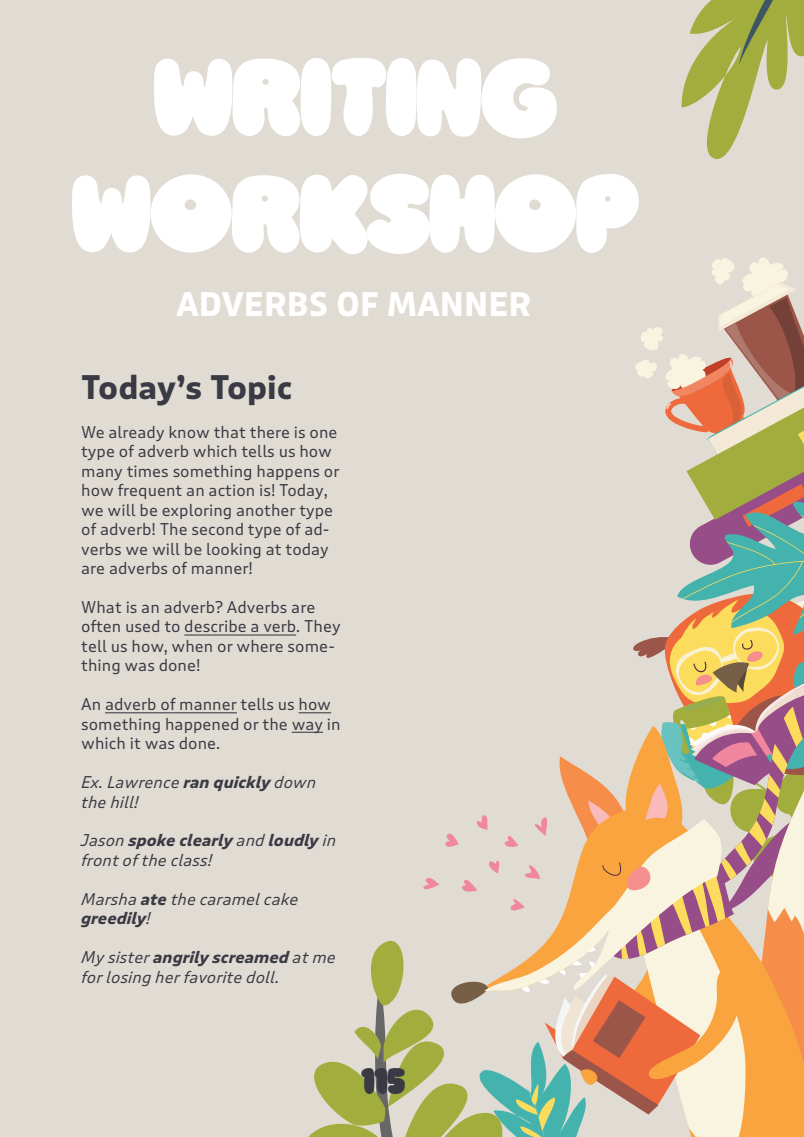 WRITING
WORKSHOP
ADVERBS OF MANNER
Today's Topic
We already know that there is one
type of adverb which tells us how
many times something happens or
how frequent an action is! Today,
we will be exploring another type
of adverb! The second type of ad-
verbs we will be looking at today
are adverbs of manner!
What is an adverb? Adverbs are
often used to describe a verb. They
tell us how, when or where some-
thing was done!
An adverb of manner tells us how
something happened or the way in
which it was done.
Ex. Lawrence ran quickly down
the hill!
Jason spoke clearly and loudly in
front of the class!
Marsha ate the caramel cake
greedily!
My sister angrily screamed at me
for losing her favorite doll.
115